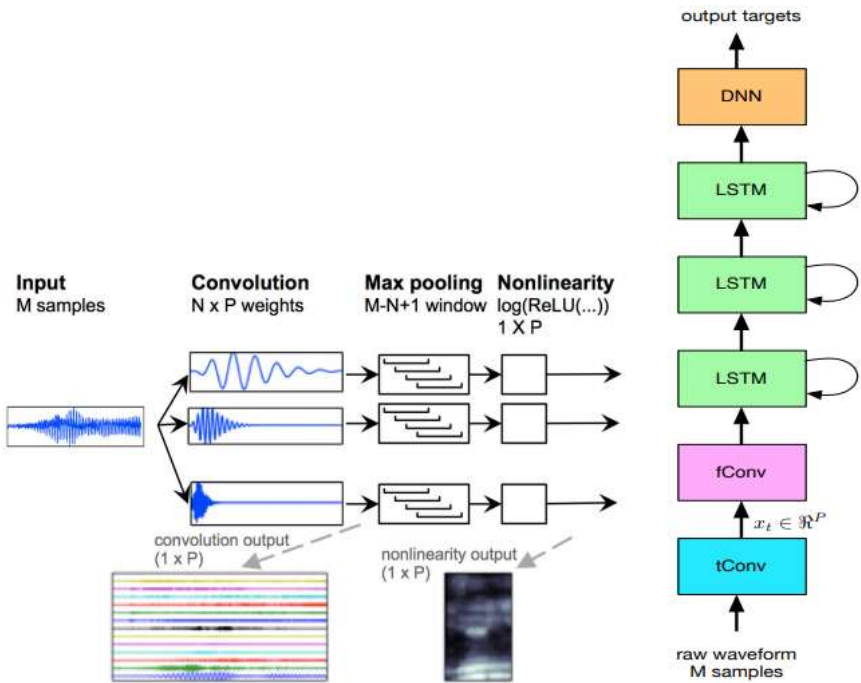 Input
M samples
Convolution
N x P weights
Max pooling
M-N+1 window
Nonlinearity
log(ReLU(...))
1 X P
convolution output
(1 x P)
nonlinearity output
(1 x P)
output targets
DNN
LSTM
LSTM
LSTM
fConv
x_t ∈ ℜ^P
tConv
raw waveform
M samples